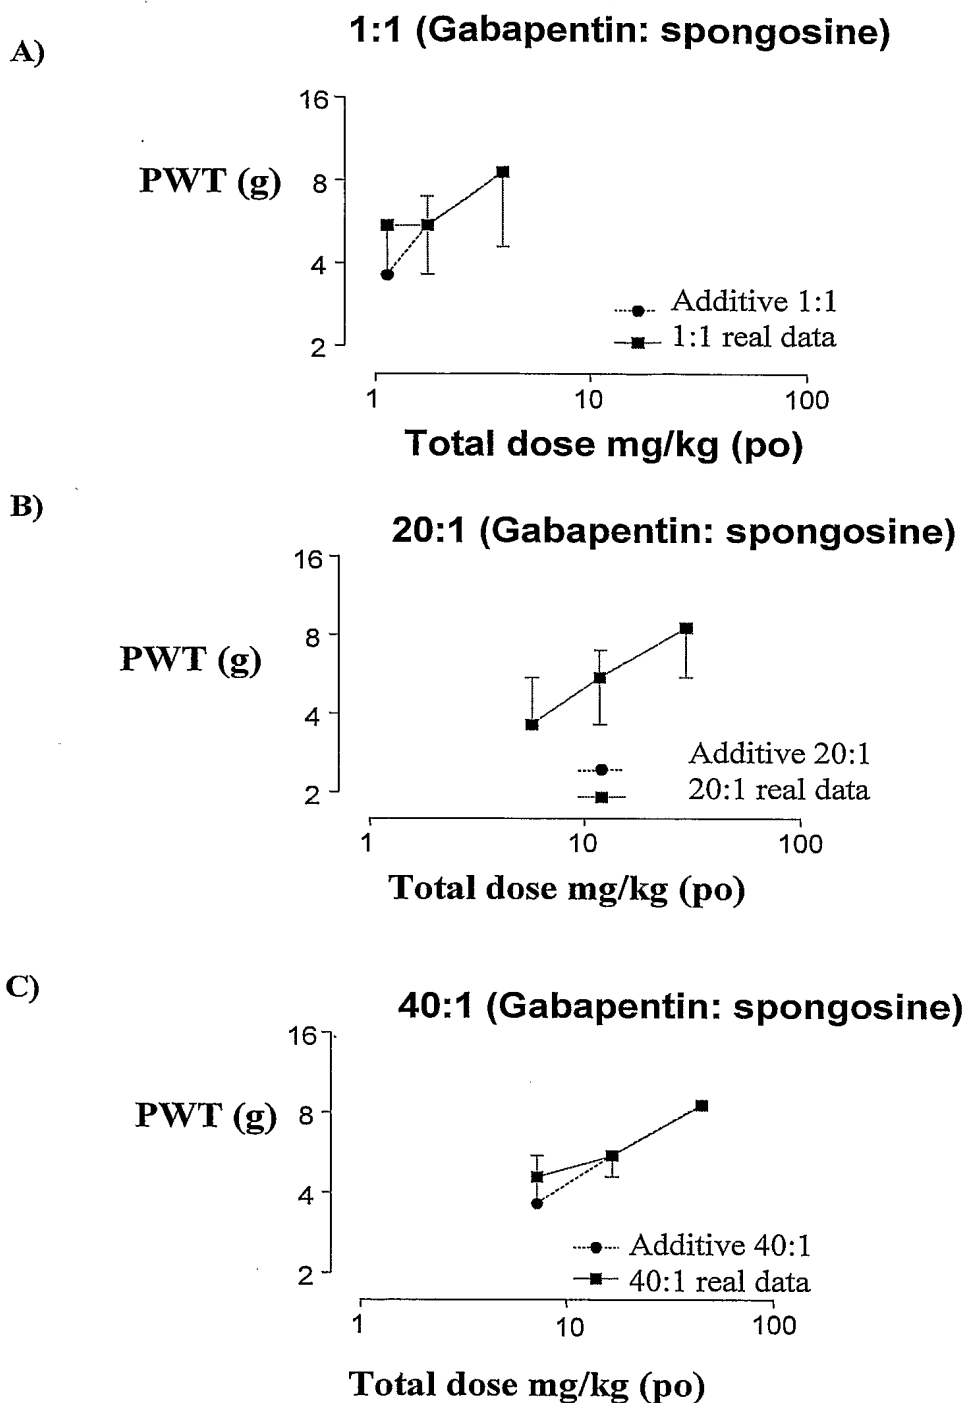 A)
1:1 (Gabapentin: spongosine)
16
PWT (g)
8
4
2
Additive 1:1
1:1 real data
1
10
100
Total dose mg/kg (po)
B)
20:1 (Gabapentin: spongosine)
16
PWT (g)
8
4
2
Additive 20:1
20:1 real data
1
10
100
Total dose mg/kg (po)
C)
40:1 (Gabapentin: spongosine)
16
PWT (g)
8
4
2
Additive 40:1
40:1 real data
1
10
100
Total dose mg/kg (po)